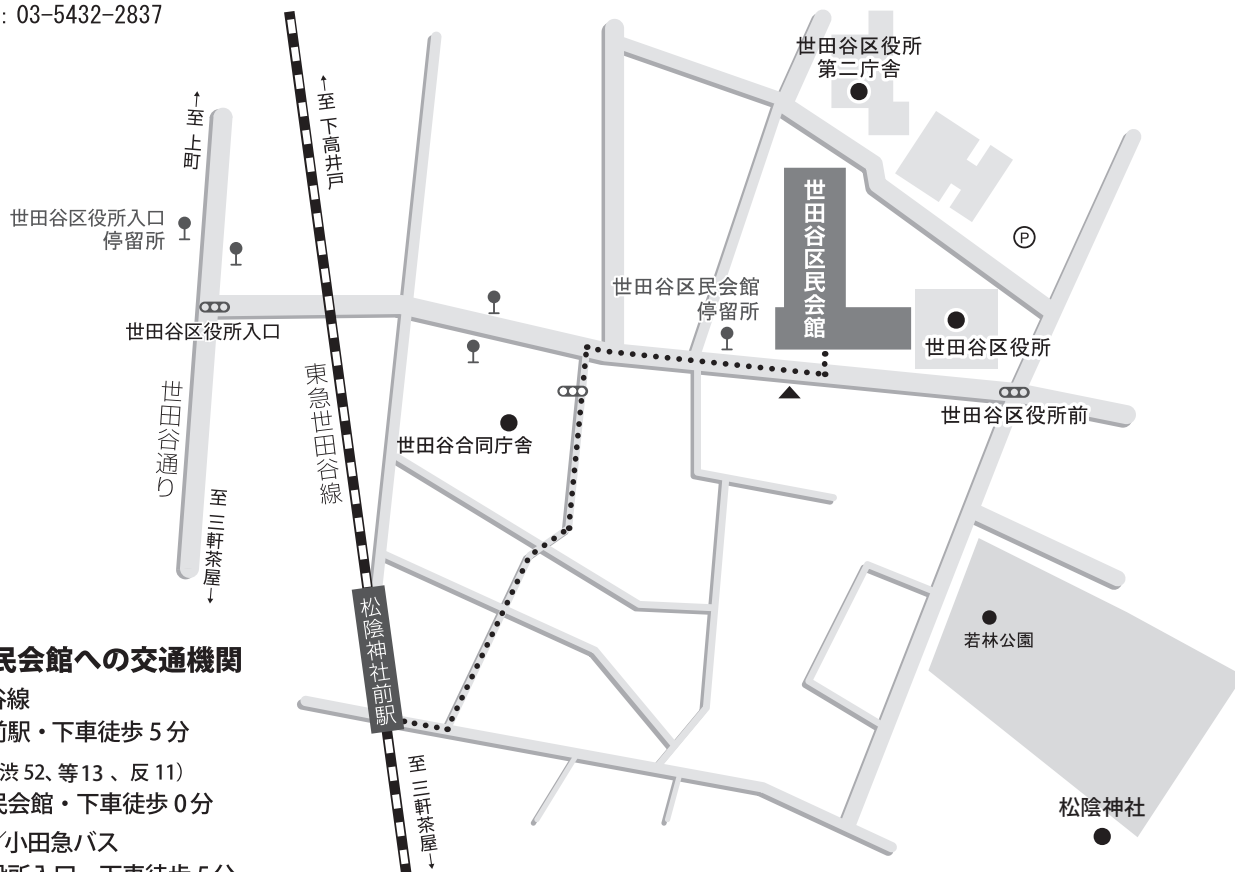 : 03-5432-2837
世田谷区役所
第二庁舎
←至 上町
←至 下高井戸
世田谷区役所入口
停留所
世田谷区民会館
世田谷区民会館
停留所
P
世田谷区役所入口
世田谷区役所
世田谷区役所前
世田谷通り
東急世田谷線
世田谷合同庁舎
至 三軒茶屋→
松陰神社前駅
若林公園
民会館への交通機関
谷線
前駅・下車徒歩 5 分
渋 52、等13 、反 11）
民会館・下車徒歩 0 分
／小田急バス
至 三軒茶屋→
松陰神社